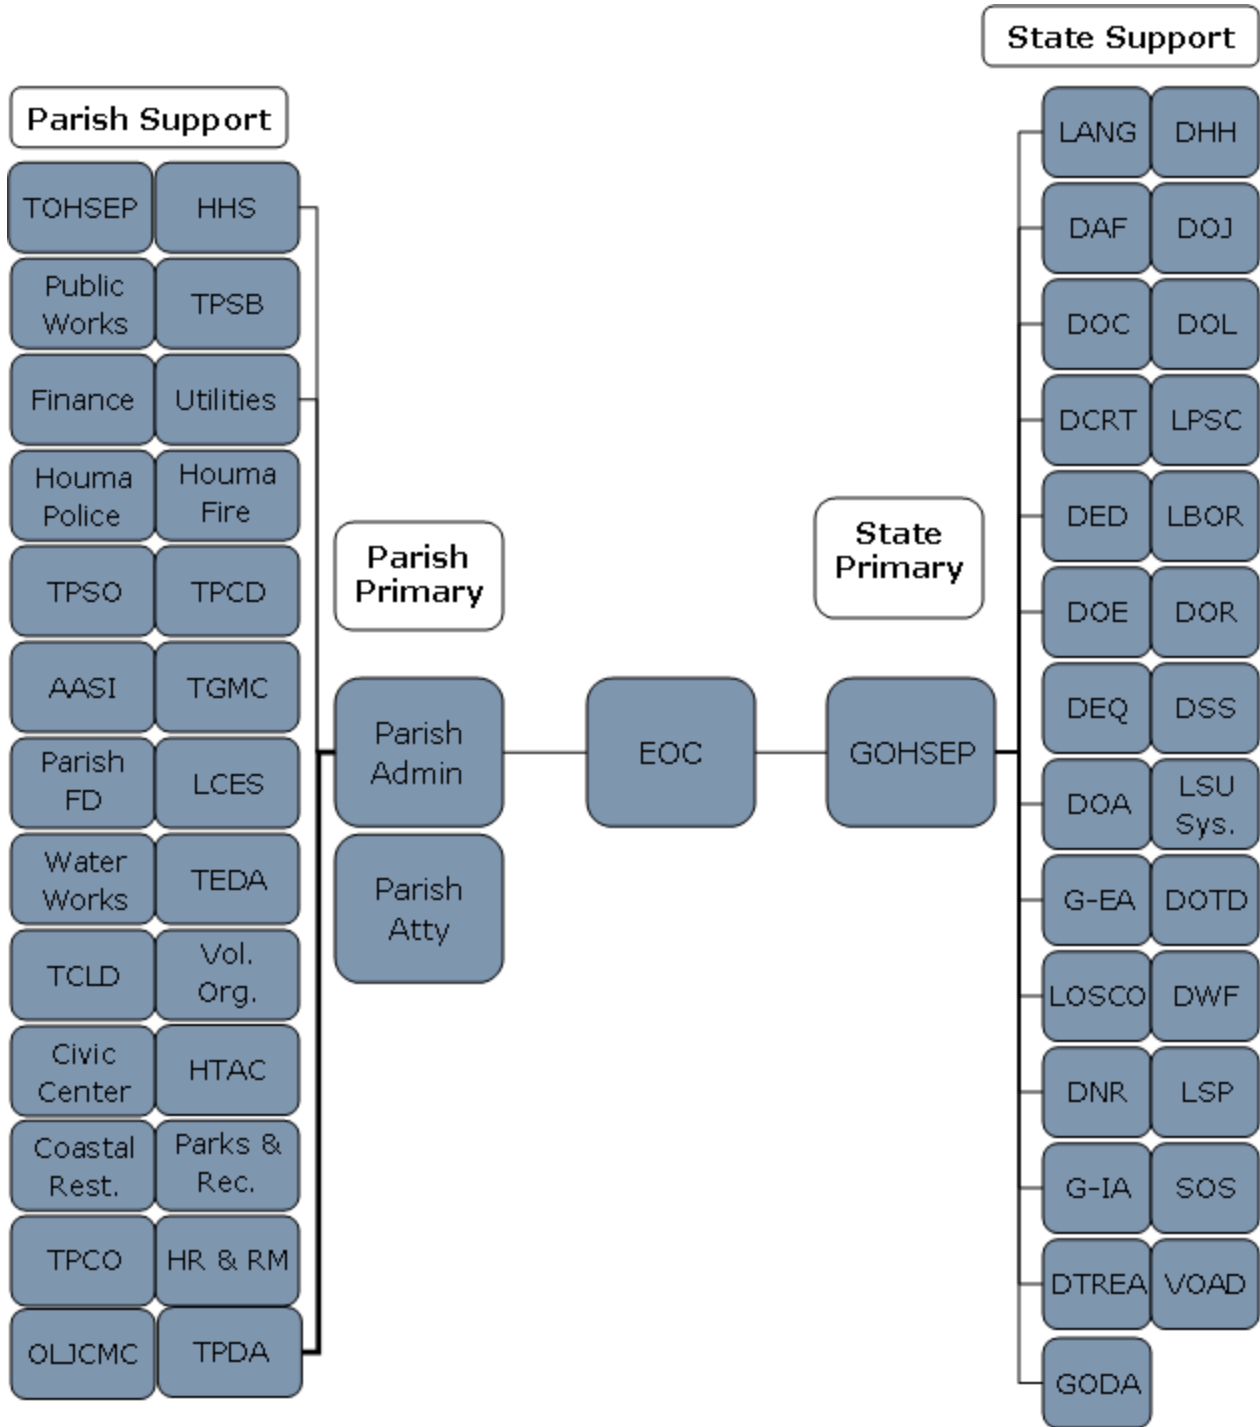 State Support
Parish Support
TOHSEP
HHS
Public
Works
TPSB
Finance
Utilities
Houma
Police
Houma
Fire
TPSO
TPCD
AASI
TGMC
Parish
FD
LCES
Water
Works
TEDA
TCLD
Vol.
Org.
Civic
Center
HTAC
Coastal
Rest.
Parks &
Rec.
TPCO
HR & RM
OLJCMC
TPDA
Parish
Primary
Parish
Admin
Parish
Atty
EOC
State
Primary
GOHSEP
LANG
DHH
DAF
DOJ
DOC
DOL
DCRT
LPSC
DED
LBOR
DOE
DOR
DEQ
DSS
DOA
LSU
Sys.
G-EA
DOTD
LOSCO
DWF
DNR
LSP
G-IA
SOS
DTREA
VOAD
GODA